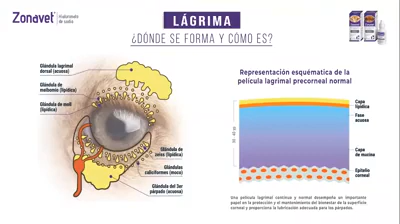 Zonavet
Hialuronato
de sodio
LÁGRIMA
¿DÓNDE SE FORMA Y CÓMO ES?
Glándula lagrimal
dorsal (acuosa)
Glándula de
meibomio (lipídica)
Glándula de moll
(lipídica)
Glándula de
zeiss (lipídica)
Glándulas
caliciformes (moco)
Glándula del 3er
párpado (acuosa)
Representación esquemática de la
película lagrimal precorneal normal
Capa
lipídica
Fase
acuosa
Capa
de mucina
Epitelio
corneal
Una película lagrimal continua y normal desempeña un importante
papel en la protección y el mantenimiento del bienestar de la superficie
corneal y proporciona la lubricación adecuada para los párpados.